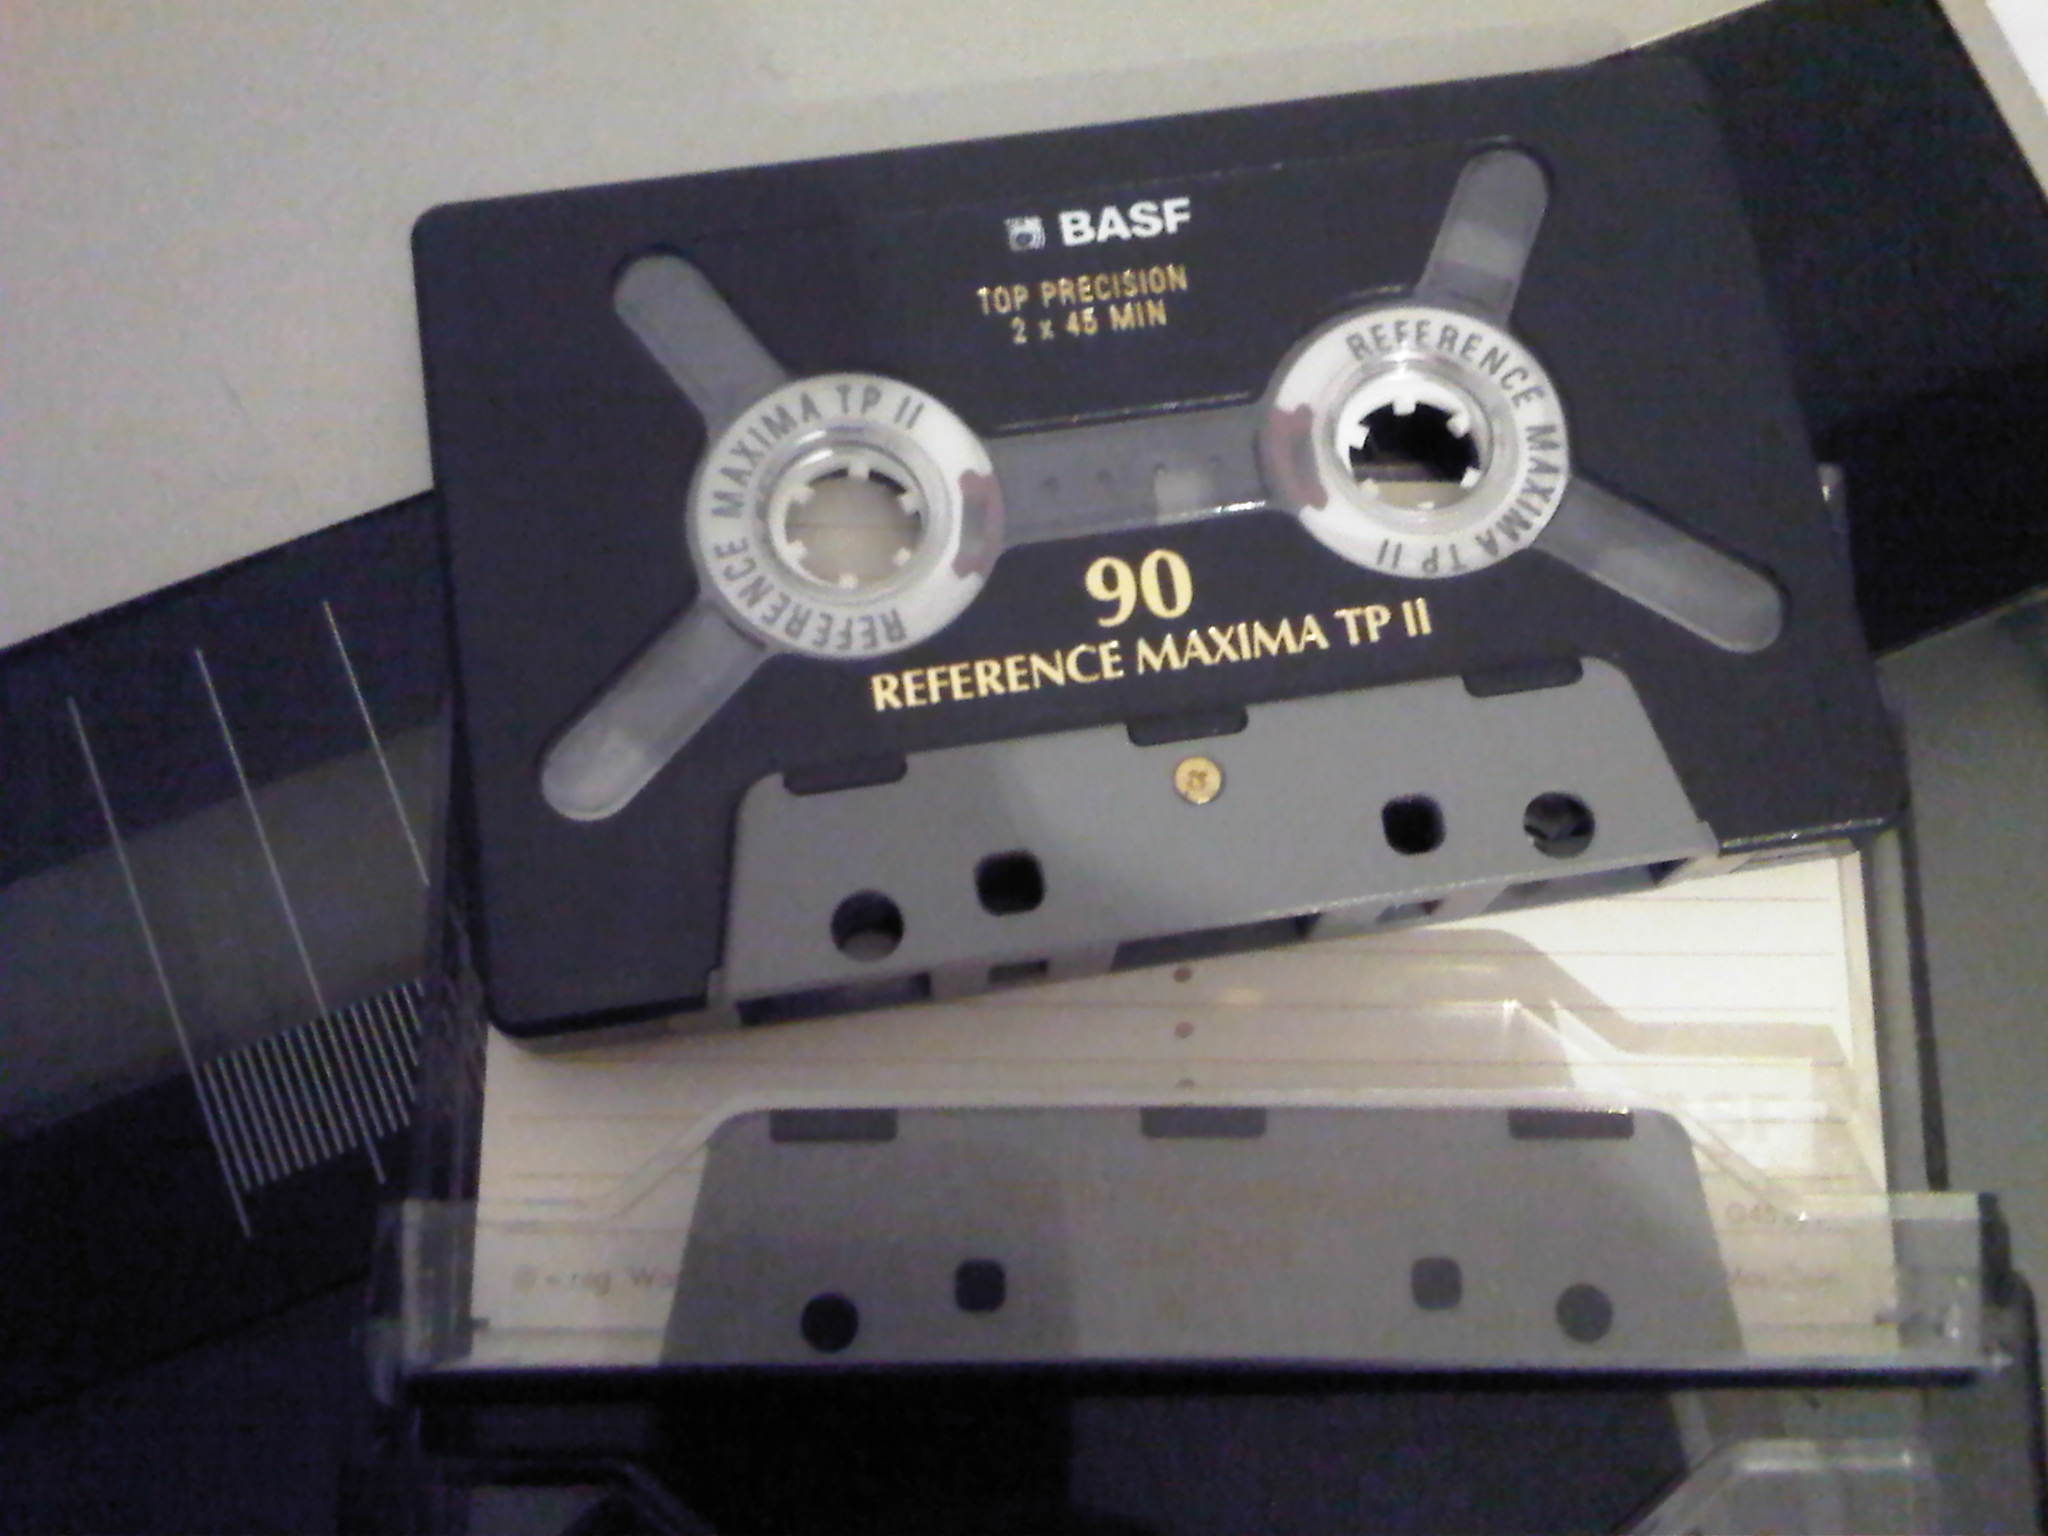 BASF
TOP PRECISION
2 x 45 MIN
REFERENCE MAXIMA TP II
REFERENCE MAXIMA TP II
90
REFERENCE MAXIMA TP II